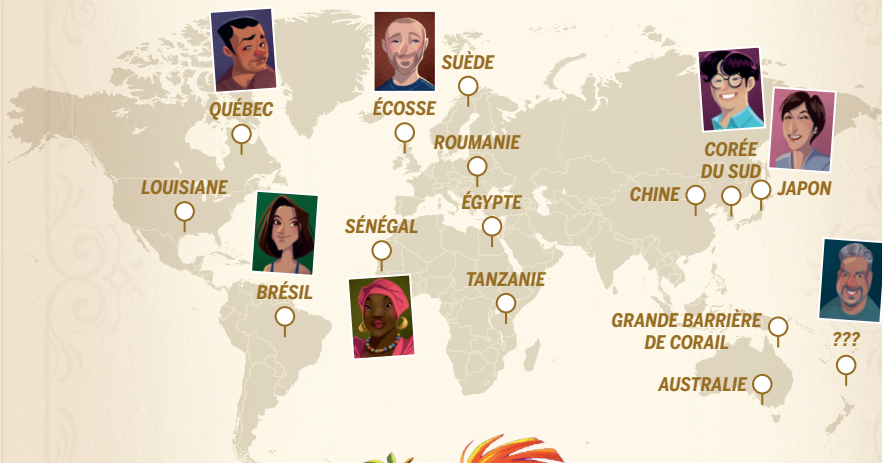 SUÈDE
QUÉBEC
ÉCOSSE
ROUMANIE
CORÉE
DU SUD
LOUISIANE
CHINE
JAPON
ÉGYPTE
SÉNÉGAL
TANZANIE
BRÉSIL
GRANDE BARRIÈRE
DE CORAIL
???
AUSTRALIE